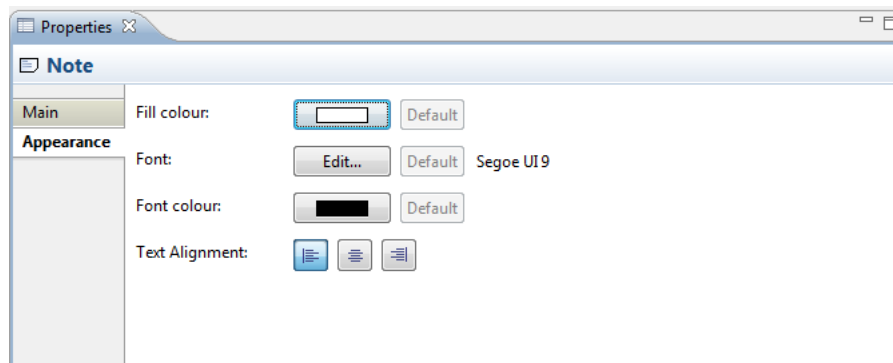 Properties
Note
Main
Appearance
Fill colour:
Default
Font:
Edit...
Default
Segoe UI 9
Font colour:
Default
Text Alignment: